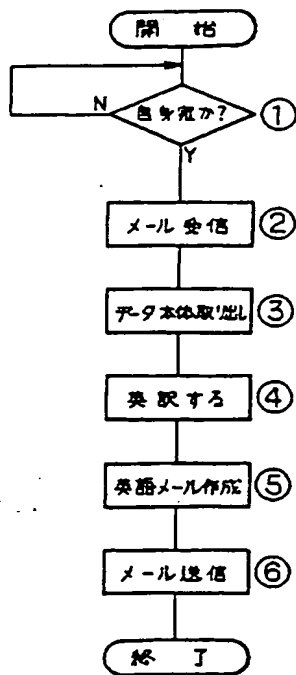 開始
自身宛か? ①
N
Y
メール受信 ②
データ本体取り出し ③
英訳する ④
英語メール作成 ⑤
メール送信 ⑥
終了